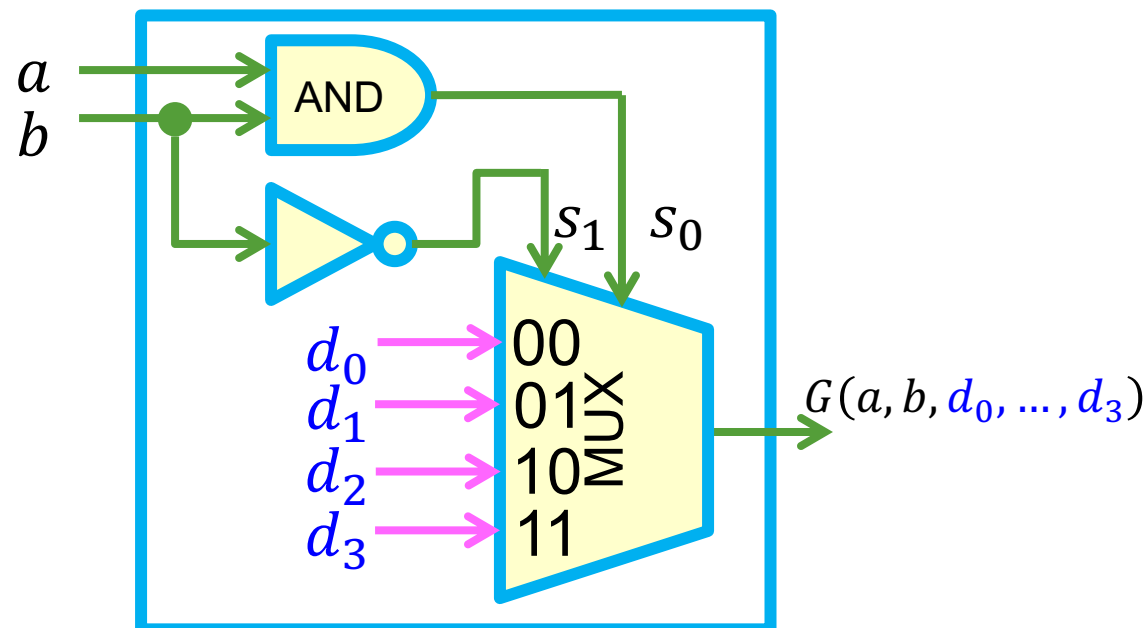 a
b
AND
s₁
s₀
d₀
d₁
d₂
d₃
00
01
10
11
MUX
G(a, b, d₀, … , d₃)